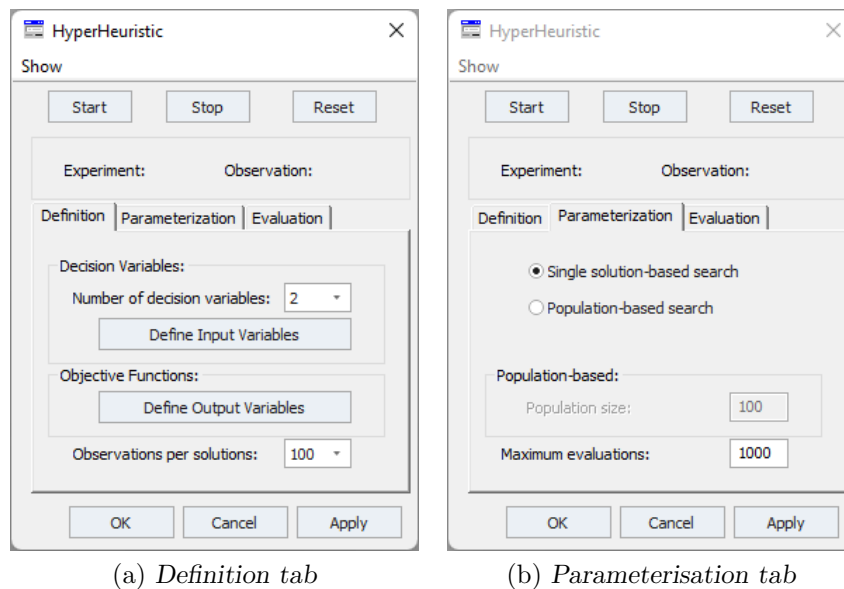 HyperHeuristic
Show
Start Stop Reset
Experiment: Observation:
Definition Parameterization Evaluation
Decision Variables:
Number of decision variables: 2
Define Input Variables
Objective Functions:
Define Output Variables
Observations per solutions: 100
OK Cancel Apply
(a) Definition tab
HyperHeuristic
Show
Start Stop Reset
Experiment: Observation:
Definition Parameterization Evaluation
Single solution-based search
Population-based search
Population-based:
Population size: 100
Maximum evaluations: 1000
OK Cancel Apply
(b) Parameterisation tab